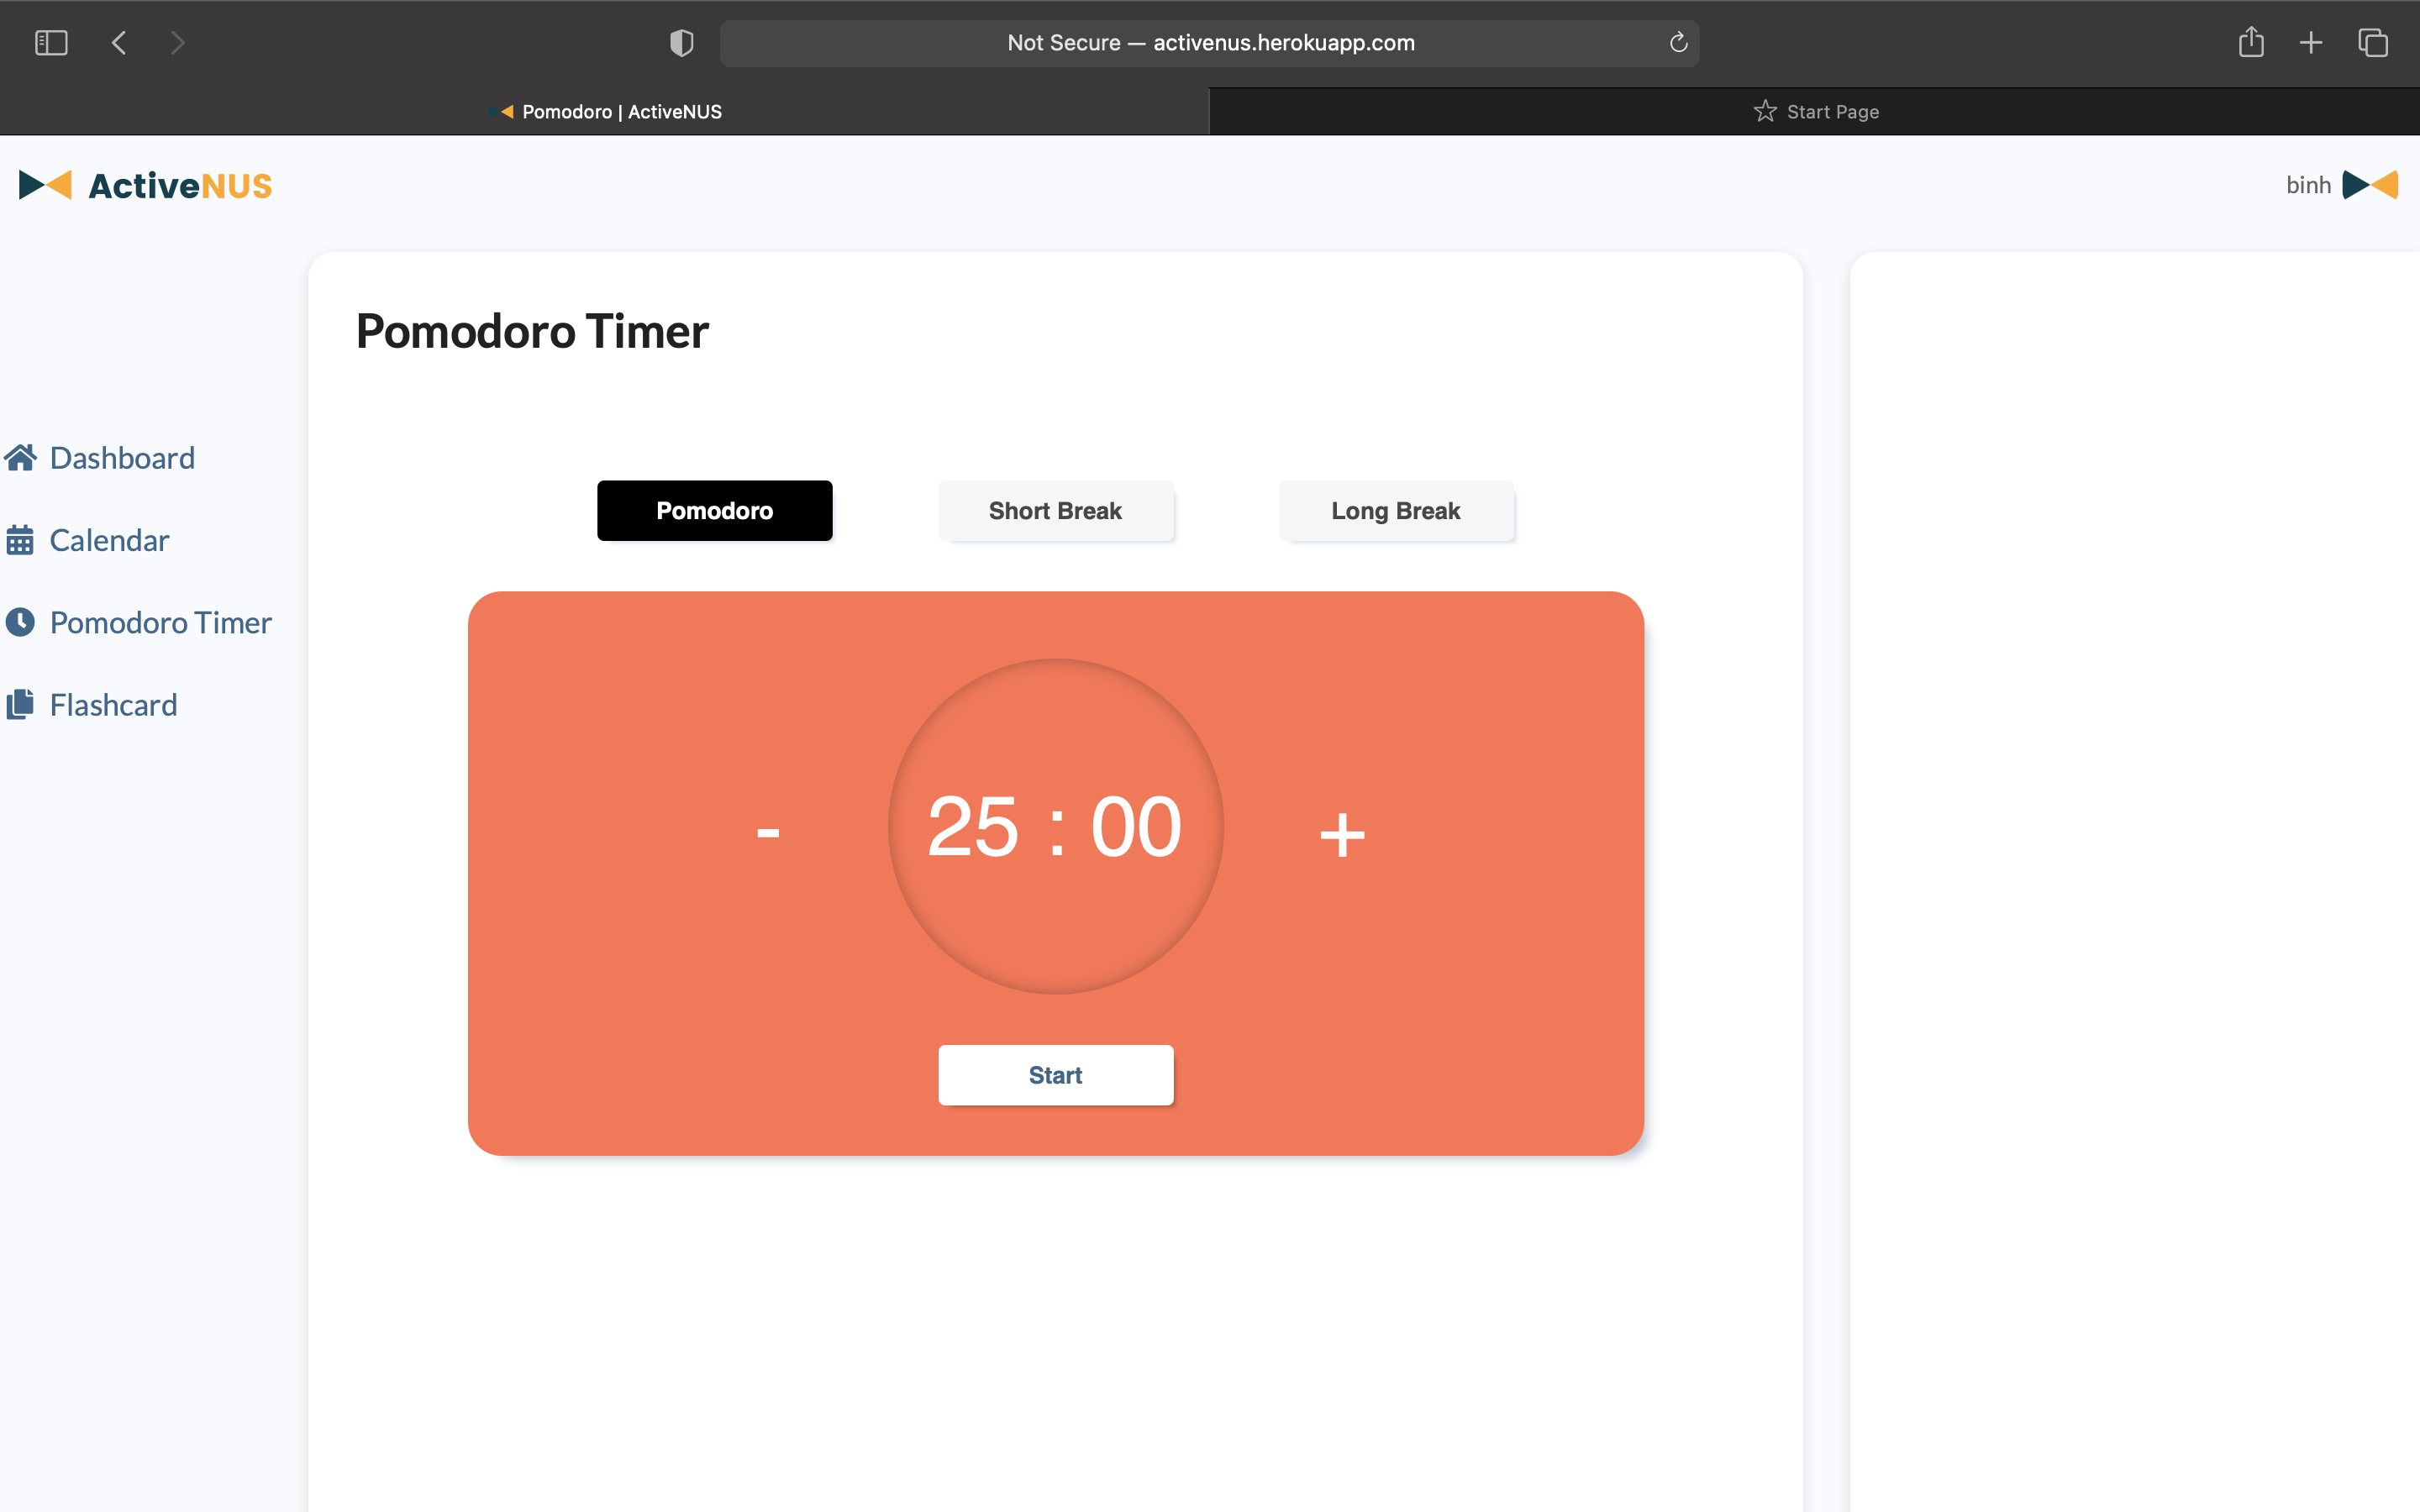 Not Secure — activenus.herokuapp.com
Pomodoro | ActiveNUS
Start Page
ActiveNUS
binh
Pomodoro Timer
Dashboard
Calendar
Pomodoro Timer
Flashcard
Pomodoro
Short Break
Long Break
- 25 : 00 +
Start